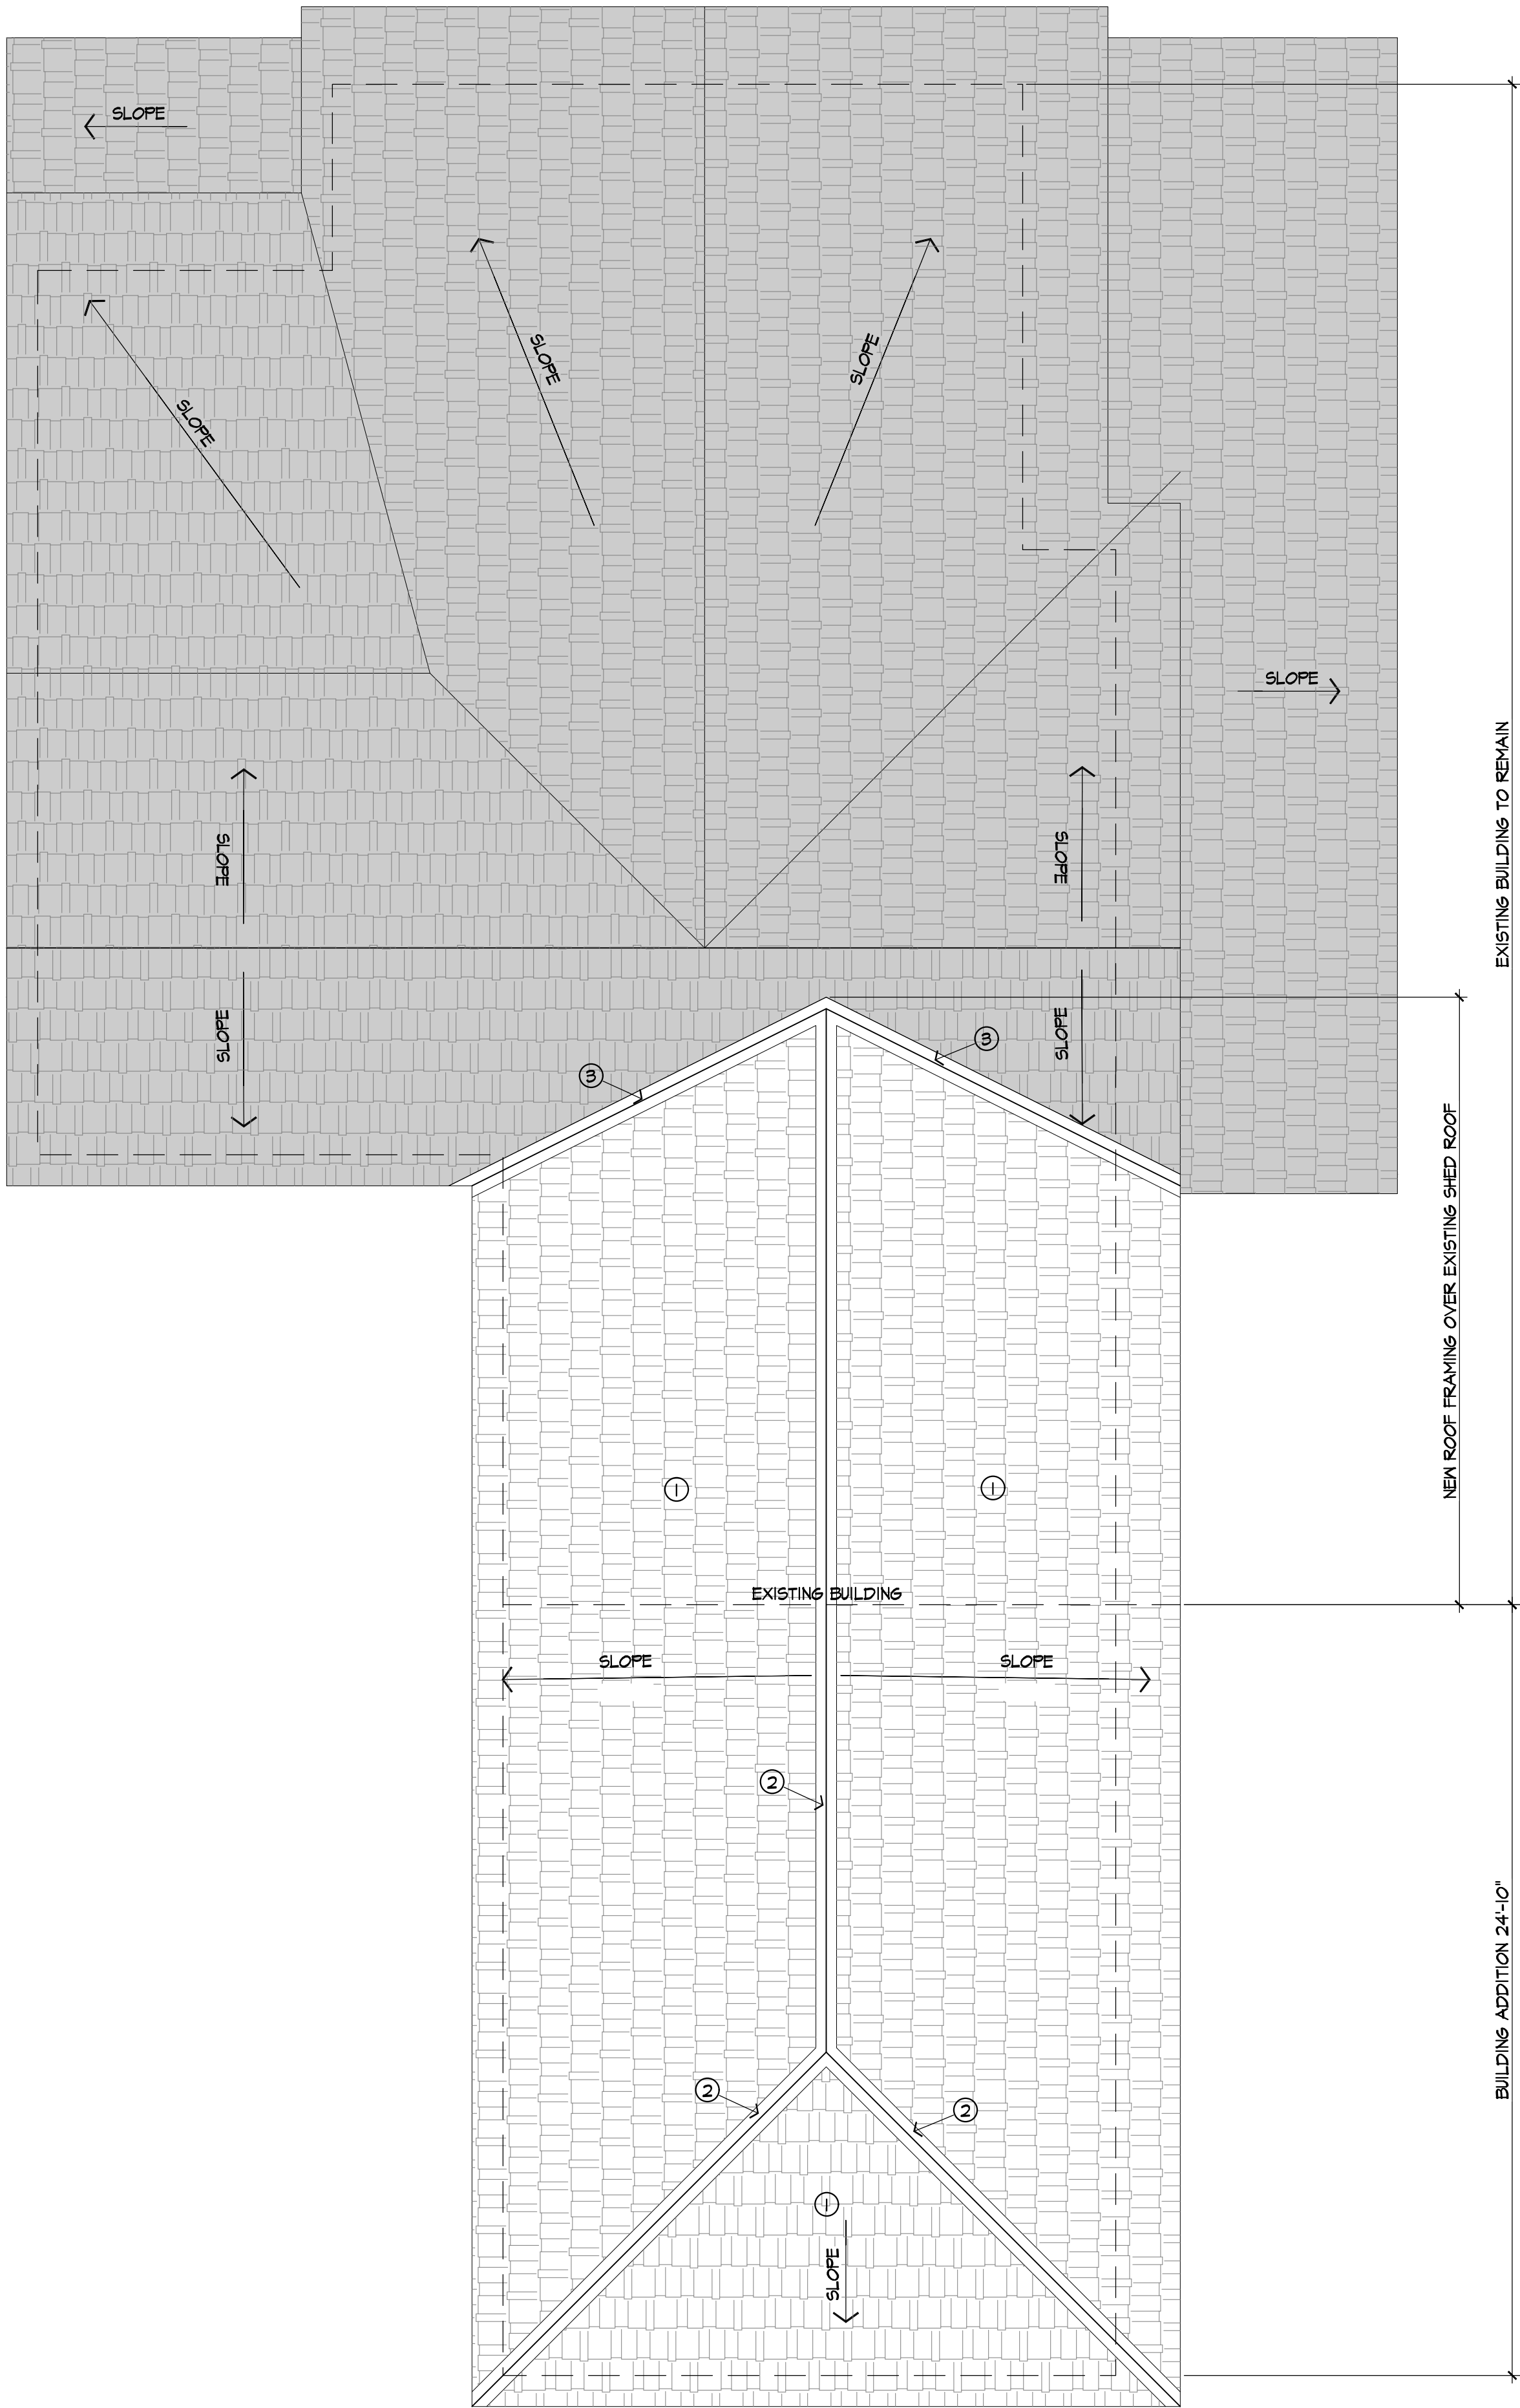 SLOPE
SLOPE
SLOPE
SLOPE
SLOPE
EXISTING BUILDING TO REMAIN
SLOPE
SLOPE
SLOPE
SLOPE
3
3
NEW ROOF FRAMING OVER EXISTING SHED ROOF
1
1
EXISTING BUILDING
SLOPE
SLOPE
2
BUILDING ADDITION 24'-10"
2
2
1
SLOPE